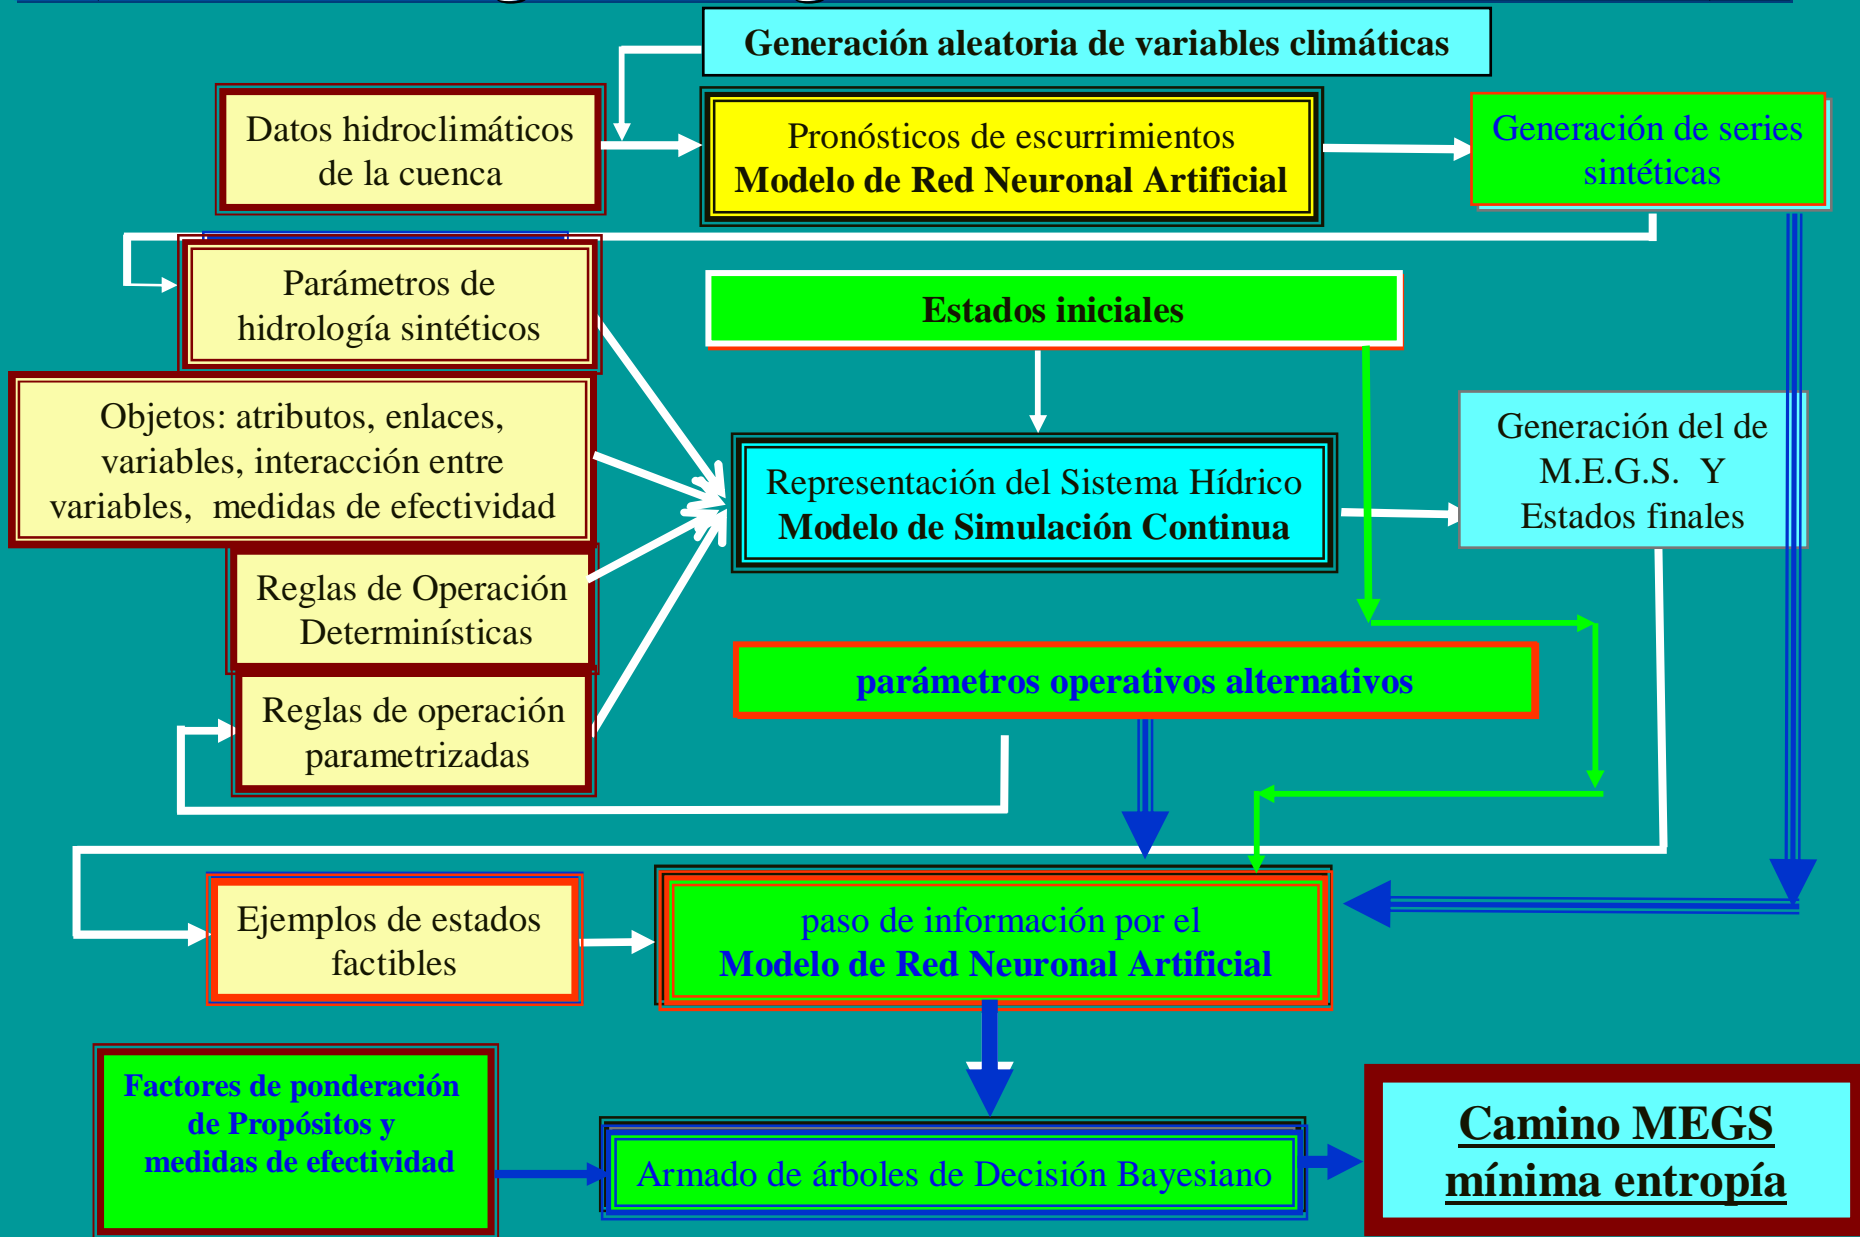 Generación aleatoria de variables climáticas
Datos hidroclimáticos
de la cuenca
Pronósticos de escurrimientos
Modelo de Red Neuronal Artificial
Generación de series
sintéticas
Parámetros de
hidrología sintéticos
Estados iniciales
Objetos: atributos, enlaces,
variables, interacción entre
variables, medidas de efectividad
Representación del Sistema Hídrico
Modelo de Simulación Continua
Generación del de
M.E.G.S. Y
Estados finales
Reglas de Operación
Determinísticas
parámetros operativos alternativos
Reglas de operación
parametrizadas
Ejemplos de estados
factibles
paso de información por el
Modelo de Red Neuronal Artificial
Factores de ponderación
de Propósitos y
medidas de efectividad
Armado de árboles de Decisión Bayesiano
Camino MEGS
mínima entropía